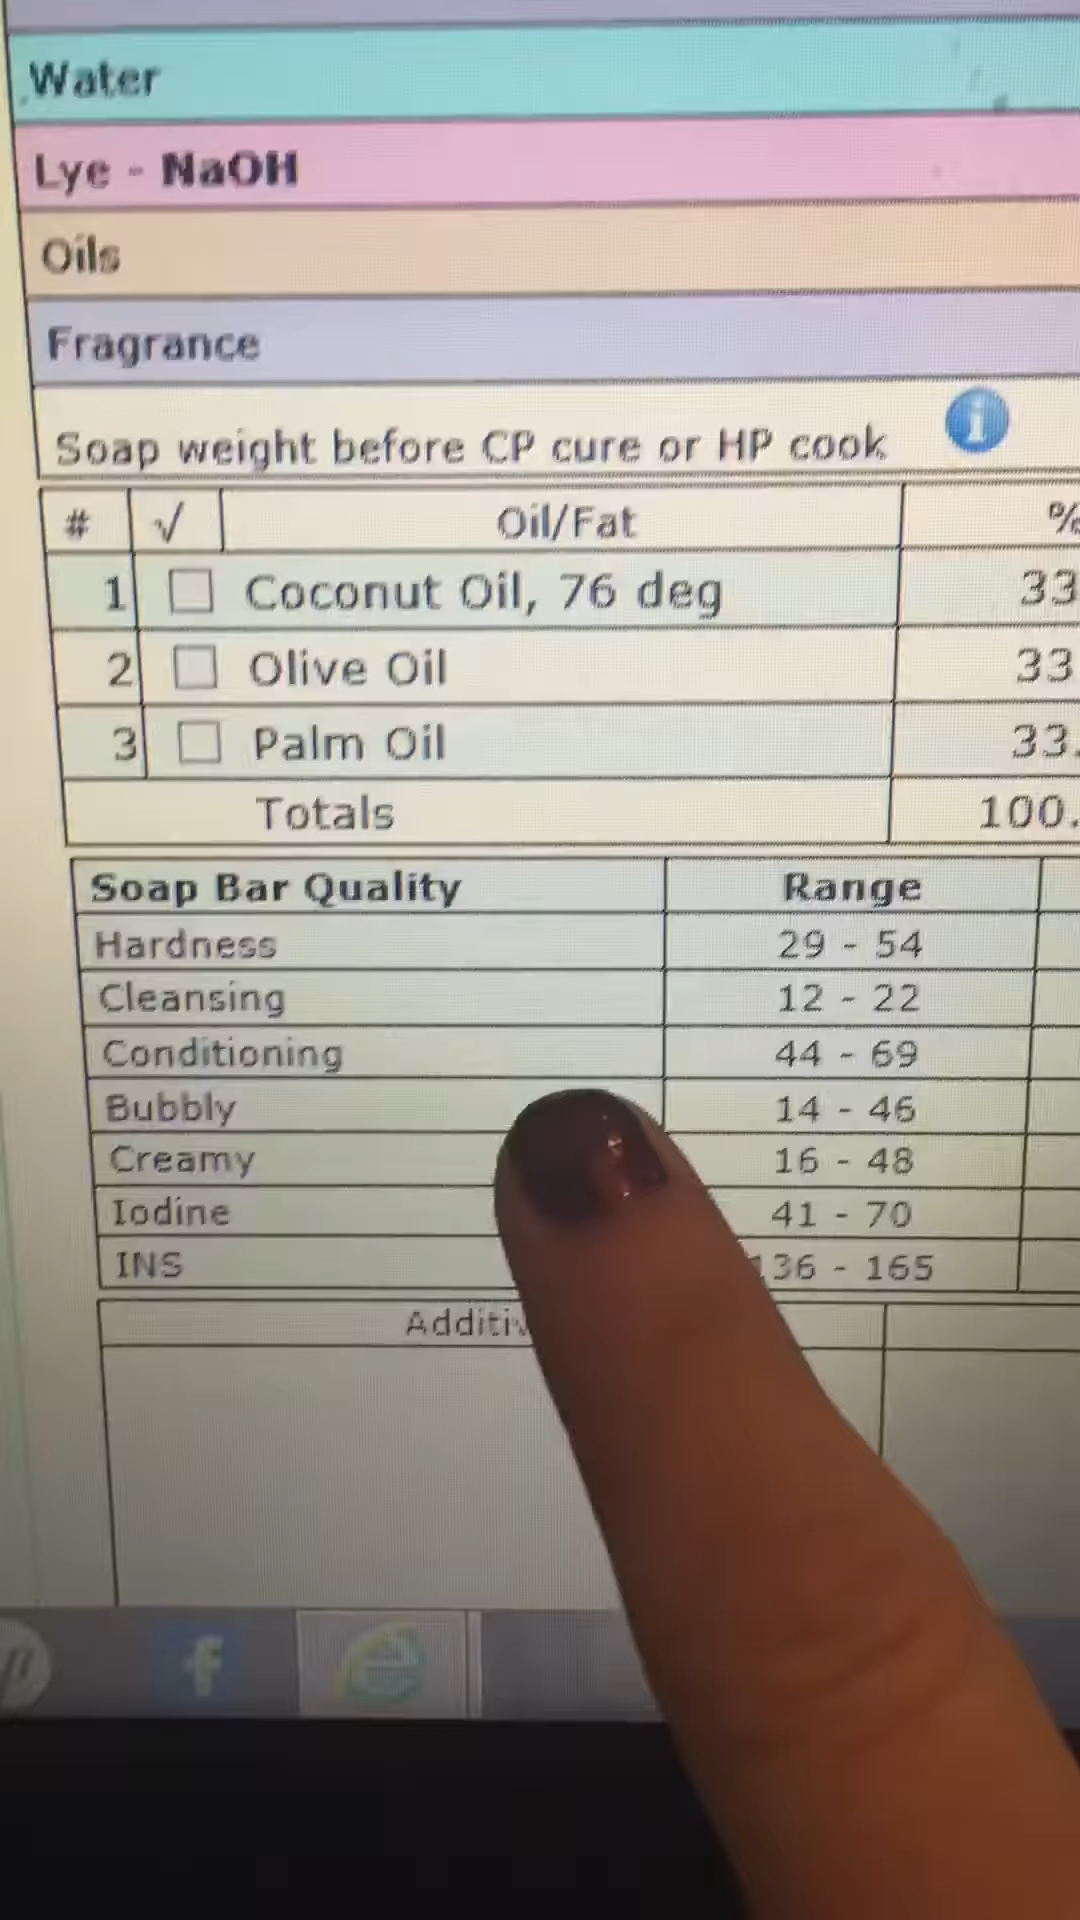 Water
Lye - NaOH
Oils
Fragrance
Soap weight before CP cure or HP cook i
# √ Oil/Fat %
1 Coconut Oil, 76 deg 33
2 Olive Oil 33
3 Palm Oil 33.
Totals 100.
Soap Bar Quality Range
Hardness 29 - 54
Cleansing 12 - 22
Conditioning 44 - 69
Bubbly 14 - 46
Creamy 16 - 48
Iodine 41 - 70
INS 136 - 165
Additiv
f e